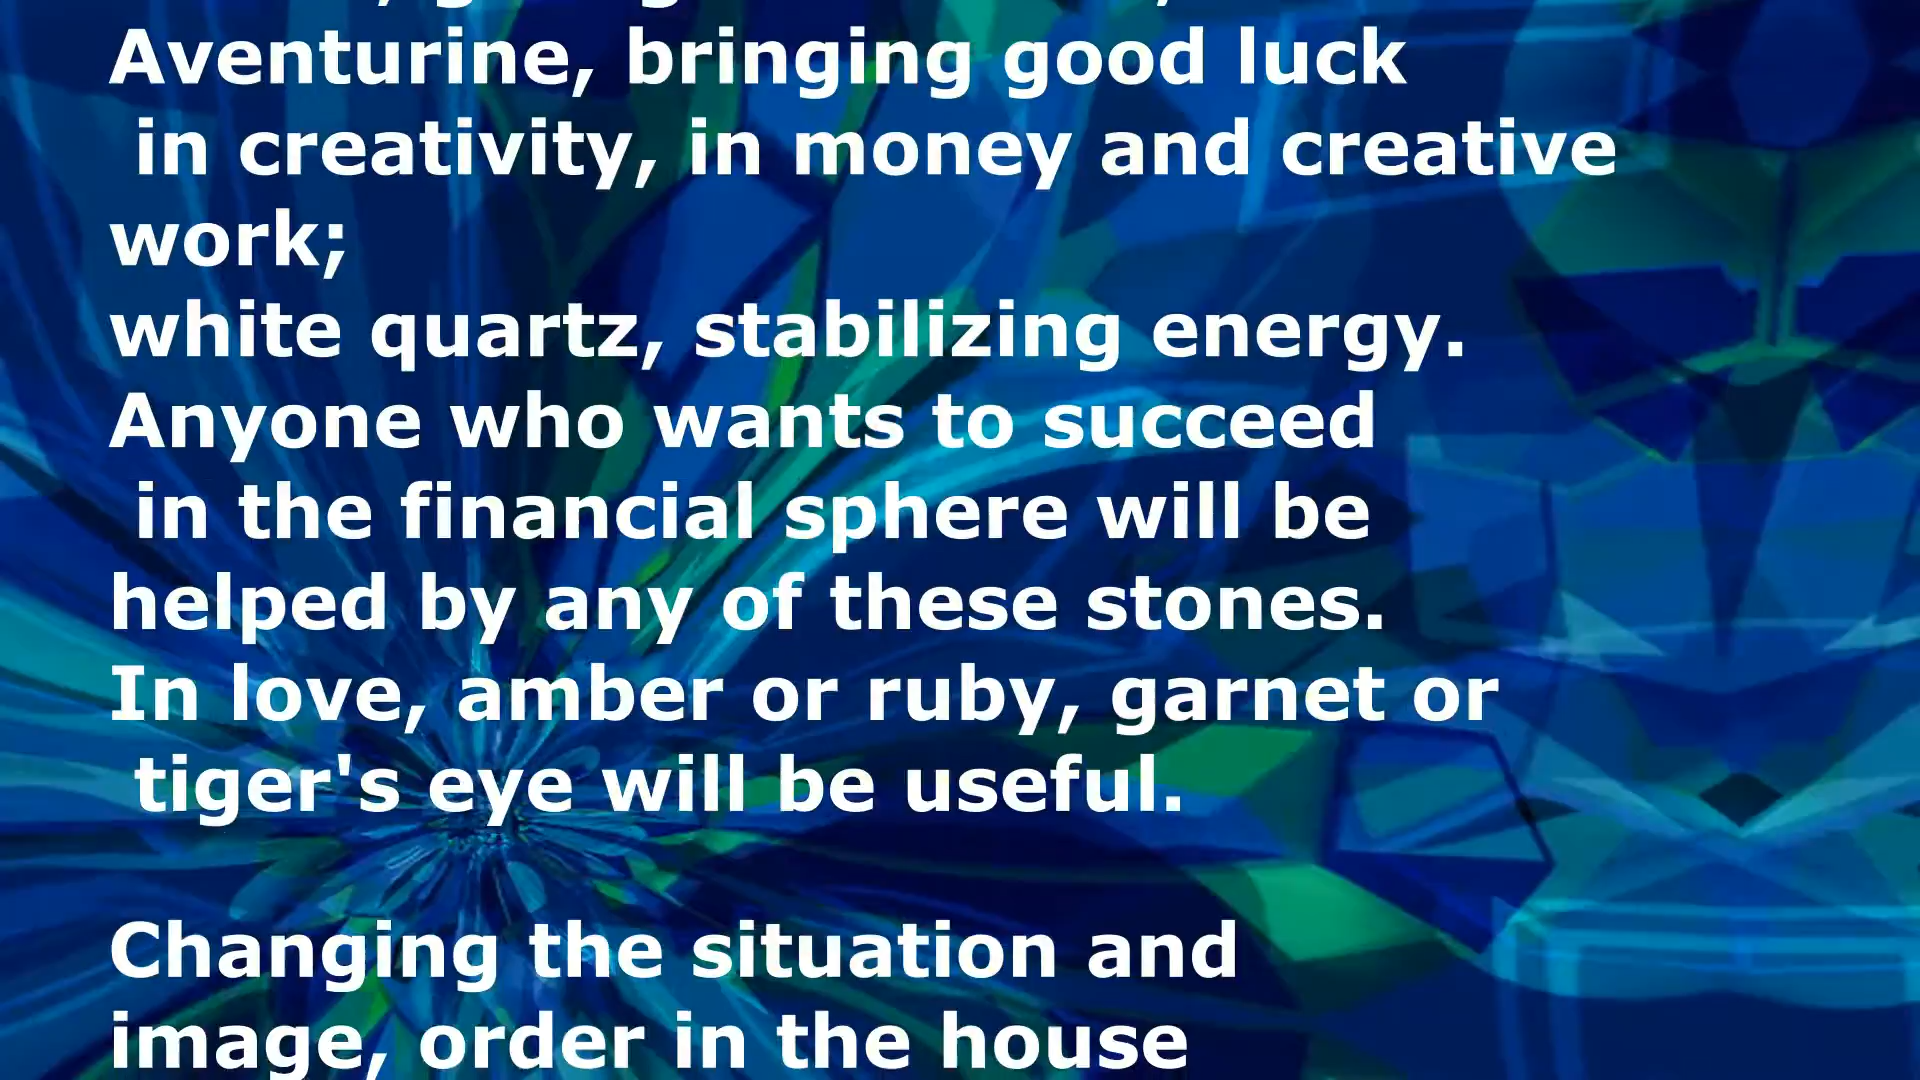 Aventurine, bringing good luck
in creativity, in money and creative
work;
white quartz, stabilizing energy.
Anyone who wants to succeed
in the financial sphere will be
helped by any of these stones.
In love, amber or ruby, garnet or
tiger's eye will be useful.
Changing the situation and
image, order in the house